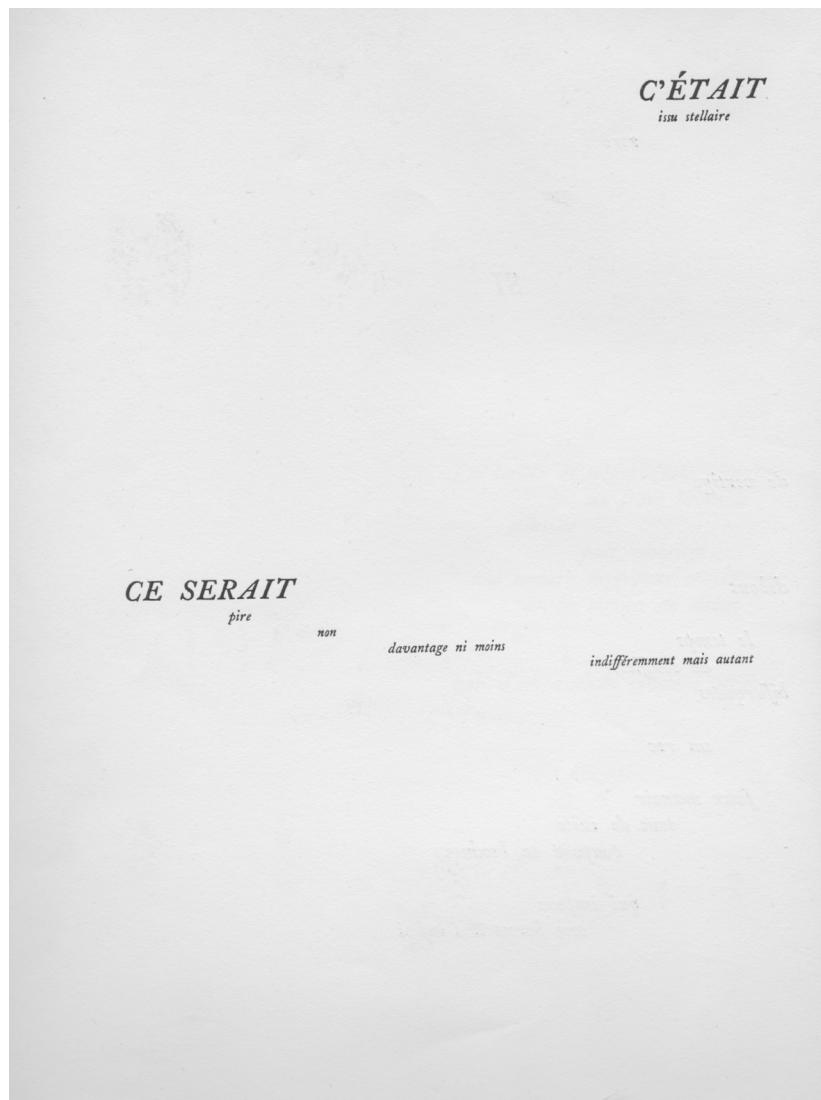 C'ÉTAIT
issu stellaire
CE SERAIT
pire
non
davantage ni moins
indifféremment mais autant